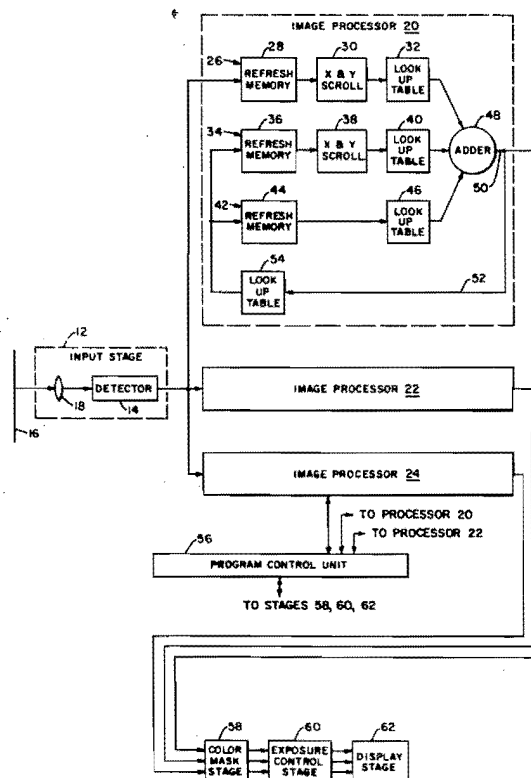 IMAGE PROCESSOR 20
26
28
30
32
REFRESH MEMORY
X & Y SCROLL
LOOK UP TABLE
34
36
38
40
48
REFRESH MEMORY
X & Y SCROLL
LOOK UP TABLE
ADDER
50
42
44
46
REFRESH MEMORY
LOOK UP TABLE
54
52
LOOK UP TABLE
12
INPUT STAGE
DETECTOR
18
14
16
IMAGE PROCESSOR 22
IMAGE PROCESSOR 24
TO PROCESSOR 20
TO PROCESSOR 22
56
PROGRAM CONTROL UNIT
TO STAGES 58, 60, 62
58
60
62
COLOR MASK STAGE
EXPOSURE CONTROL STAGE
DISPLAY STAGE